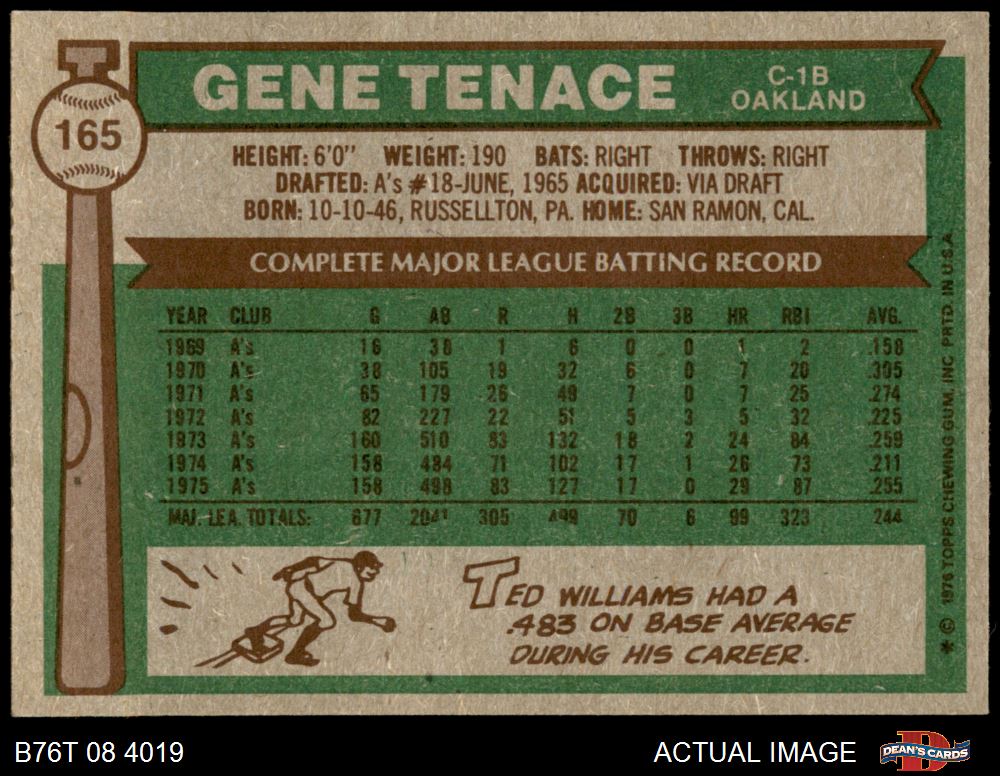 165
GENE TENACE
C-1B
OAKLAND
HEIGHT: 6'0" WEIGHT: 190 BATS: RIGHT THROWS: RIGHT
DRAFTED: A's #18-JUNE, 1965 ACQUIRED: VIA DRAFT
BORN: 10-10-46, RUSSELLTON, PA. HOME: SAN RAMON, CAL.
COMPLETE MAJOR LEAGUE BATTING RECORD
YEAR CLUB G AB R H 2B 3B HR RBI AVG.
1969 A's 16 38 1 6 0 0 1 2 .158
1970 A's 38 105 19 32 6 0 7 20 .305
1971 A's 65 179 26 49 7 0 7 25 .274
1972 A's 82 227 22 51 5 3 5 32 .225
1973 A's 160 510 83 132 18 2 24 84 .259
1974 A's 158 484 71 102 17 1 26 73 .211
1975 A's 158 498 83 127 17 0 29 87 .255
MAJ. LEA. TOTALS: 677 2041 305 499 70 6 99 323 .244
TED WILLIAMS HAD A
.483 ON BASE AVERAGE
DURING HIS CAREER.
* © 1976 TOPPS CHEWING GUM, INC. PRTD. IN U.S.A.
B76T 08 4019
ACTUAL IMAGE
DEAN'S CARDS